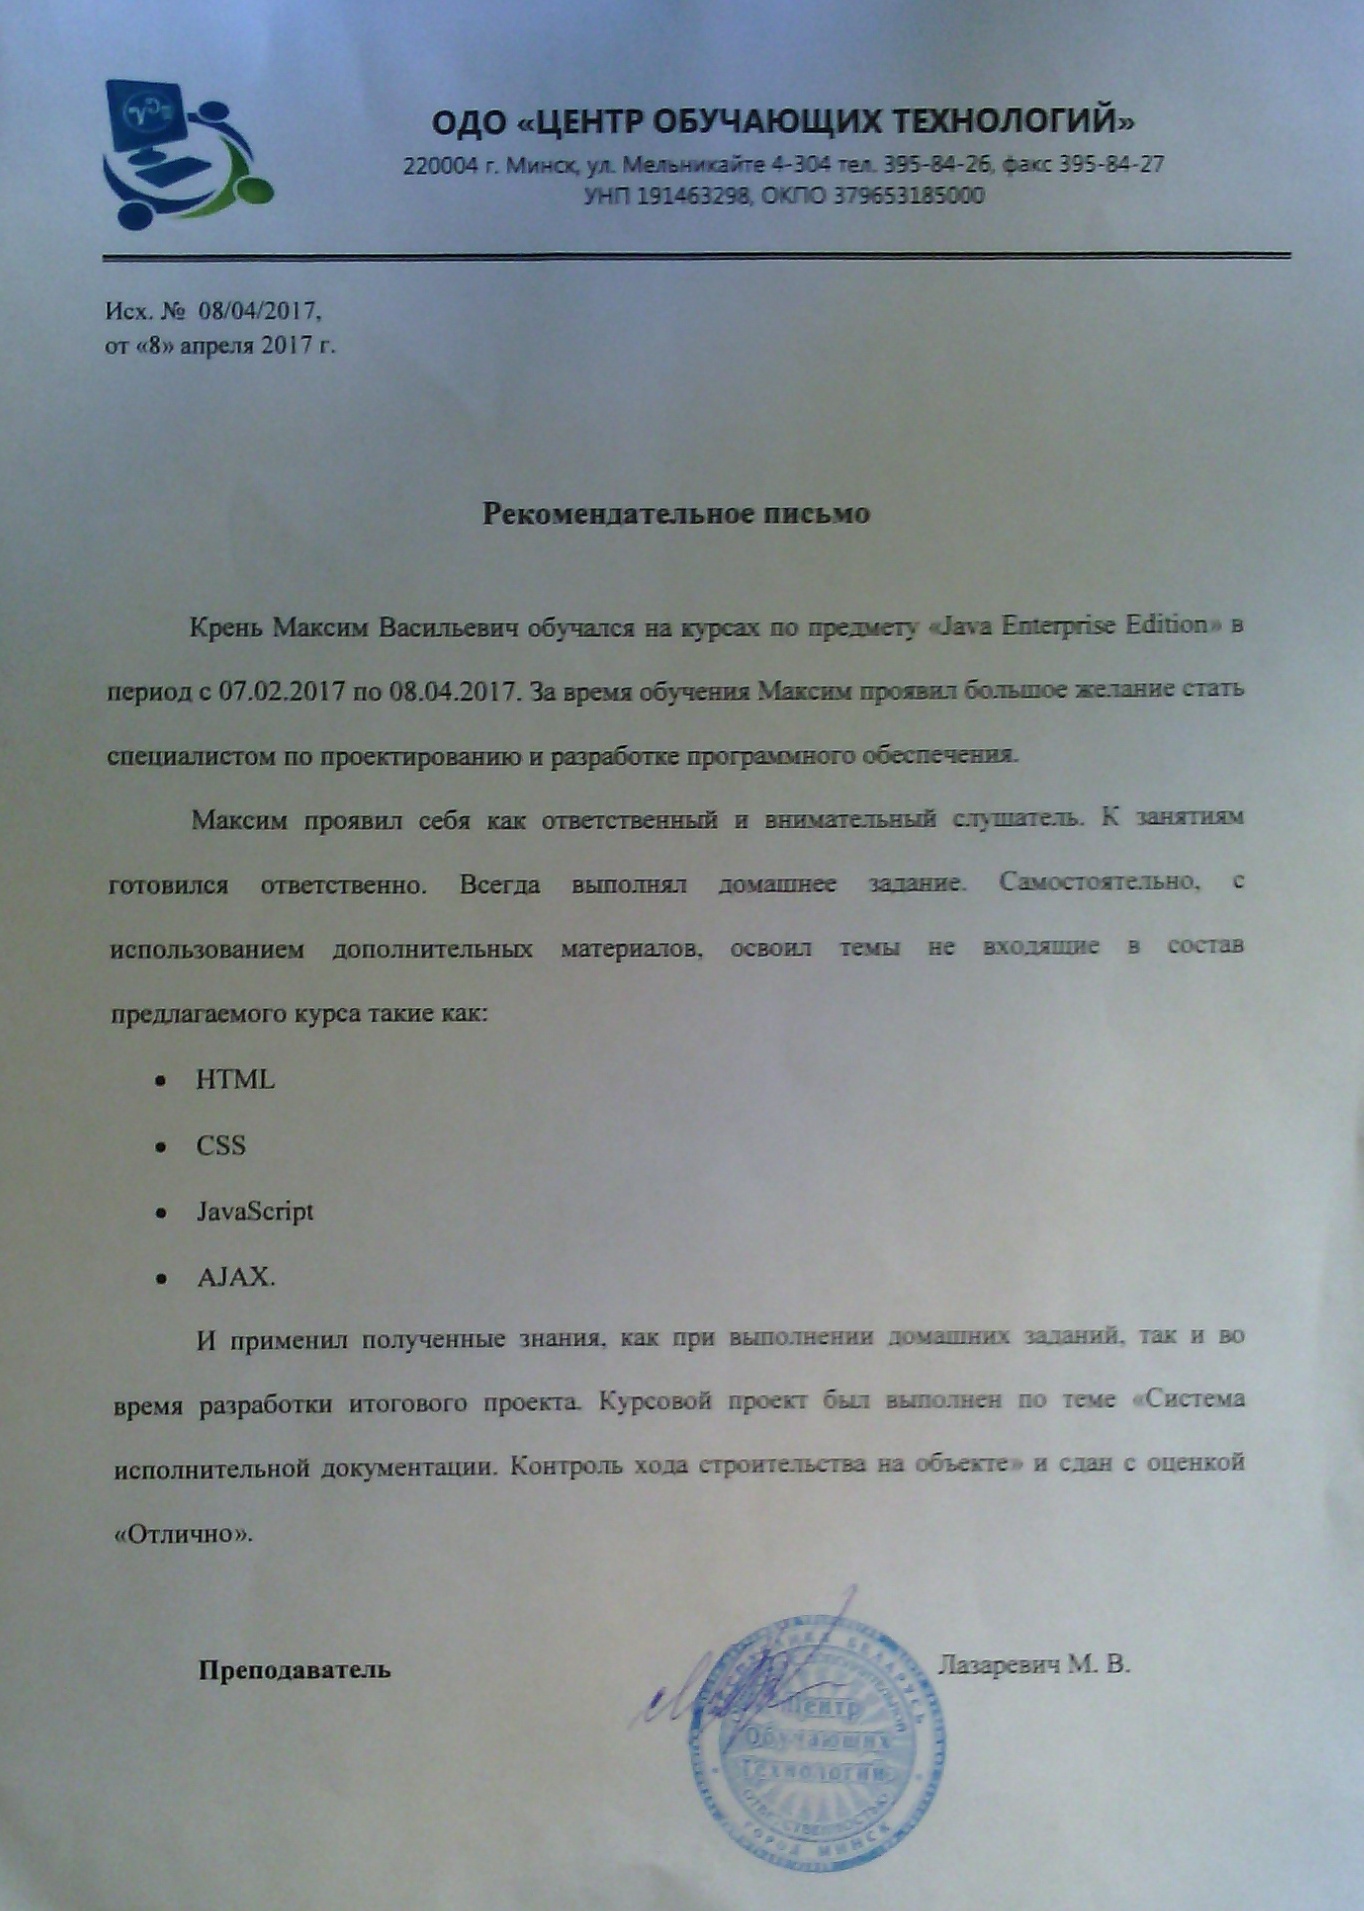 ОДО «ЦЕНТР ОБУЧАЮЩИХ ТЕХНОЛОГИЙ»
220004 г. Минск, ул. Мельникайте 4-304 тел. 395-84-26, факс 395-84-27
УНП 191463298, ОКПО 379653185000
Исх. № 08/04/2017,
от «8» апреля 2017 г.
Рекомендательное письмо
Крень Максим Васильевич обучался на курсах по предмету «Java Enterprise Edition» в
период с 07.02.2017 по 08.04.2017. За время обучения Максим проявил большое желание стать
специалистом по проектированию и разработке программного обеспечения.
Максим проявил себя как ответственный и внимательный слушатель. К занятиям
готовился ответственно. Всегда выполнял домашнее задание. Самостоятельно, с
использованием дополнительных материалов, освоил темы не входящие в состав
предлагаемого курса такие как:
• HTML
• CSS
• JavaScript
• AJAX.
И применил полученные знания, как при выполнении домашних заданий, так и во
время разработки итогового проекта. Курсовой проект был выполнен по теме «Система
исполнительной документации. Контроль хода строительства на объекте» и сдан с оценкой
«Отлично».
Преподаватель
Лазаревич М. В.
БЕЛАРУСЬ
Центр
Обучающих
Технологий
ОТВЕТСТВЕННОСТЬЮ
ГОРОД МИНСК